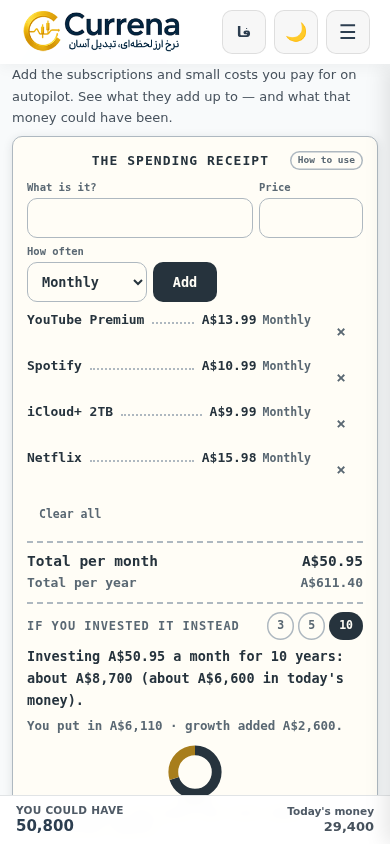 Currena
نرخ ارز لحظه‌ای، تبدیل آسان
فا
Add the subscriptions and small costs you pay for on
autopilot. See what they add up to — and what that
money could have been.
THE SPENDING RECEIPT How to use
What is it? Price
How often
Monthly Add
YouTube Premium A$13.99 Monthly ×
Spotify A$10.99 Monthly ×
iCloud+ 2TB A$9.99 Monthly ×
Netflix A$15.98 Monthly ×
Clear all
Total per month A$50.95
Total per year A$611.40
IF YOU INVESTED IT INSTEAD 3 5 10
Investing A$50.95 a month for 10 years:
about A$8,700 (about A$6,600 in today's
money).
You put in A$6,110 · growth added A$2,600.
YOU COULD HAVE Today's money
50,800 29,400